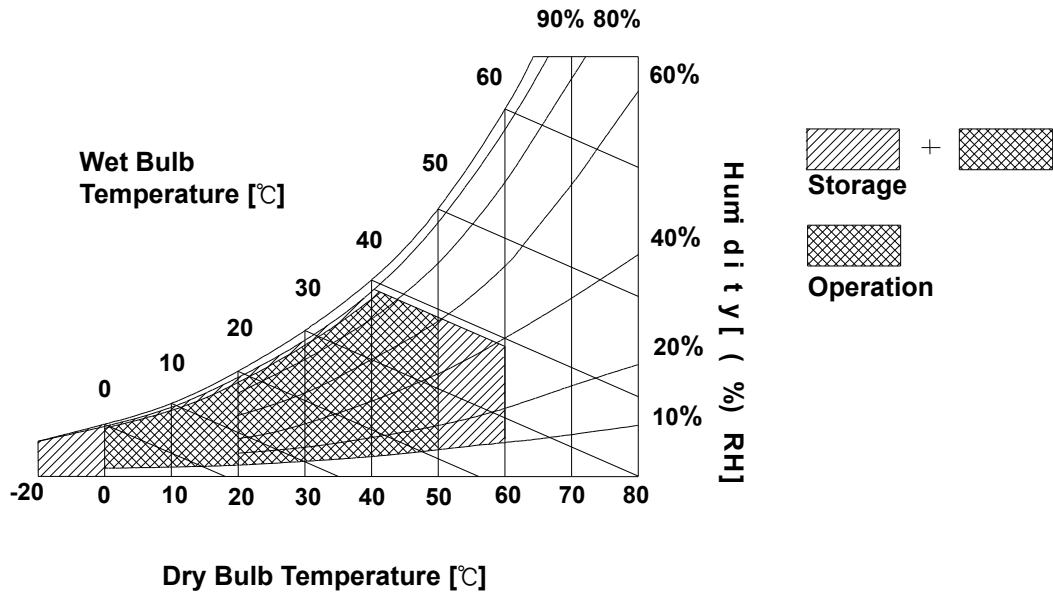 90% 80%
60
60%
50
Wet Bulb
Temperature [℃]
Storage
+
40
40%
30
Operation
20
20%
10
0
10%
Humidity[ ( %) RH]
-20 0 10 20 30 40 50 60 70 80
Dry Bulb Temperature [℃]